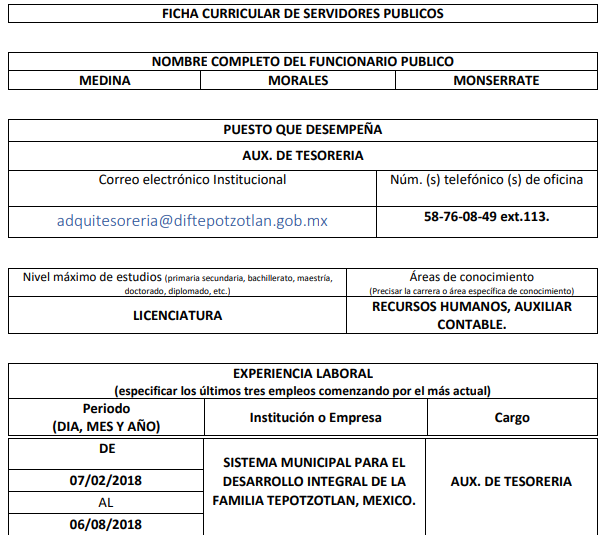 FICHA CURRICULAR DE SERVIDORES PUBLICOS
NOMBRE COMPLETO DEL FUNCIONARIO PUBLICO
MEDINA MORALES MONSERRATE
PUESTO QUE DESEMPEÑA
AUX. DE TESORERIA
Correo electrónico Institucional Núm. (s) telefónico (s) de oficina
adquitesoreria@diftepotzotlan.gob.mx 58-76-08-49 ext.113.
Nivel máximo de estudios (primaria secundaria, bachillerato, maestría,
doctorado, diplomado, etc.)
Áreas de conocimiento
(Precisar la carrera o área específica de conocimiento)
LICENCIATURA
RECURSOS HUMANOS, AUXILIAR
CONTABLE.
EXPERIENCIA LABORAL
(especificar los últimos tres empleos comenzando por el más actual)
Periodo
(DIA, MES Y AÑO)
Institución o Empresa
Cargo
DE
07/02/2018
AL
06/08/2018
SISTEMA MUNICIPAL PARA EL
DESARROLLO INTEGRAL DE LA
FAMILIA TEPOTZOTLAN, MEXICO.
AUX. DE TESORERIA